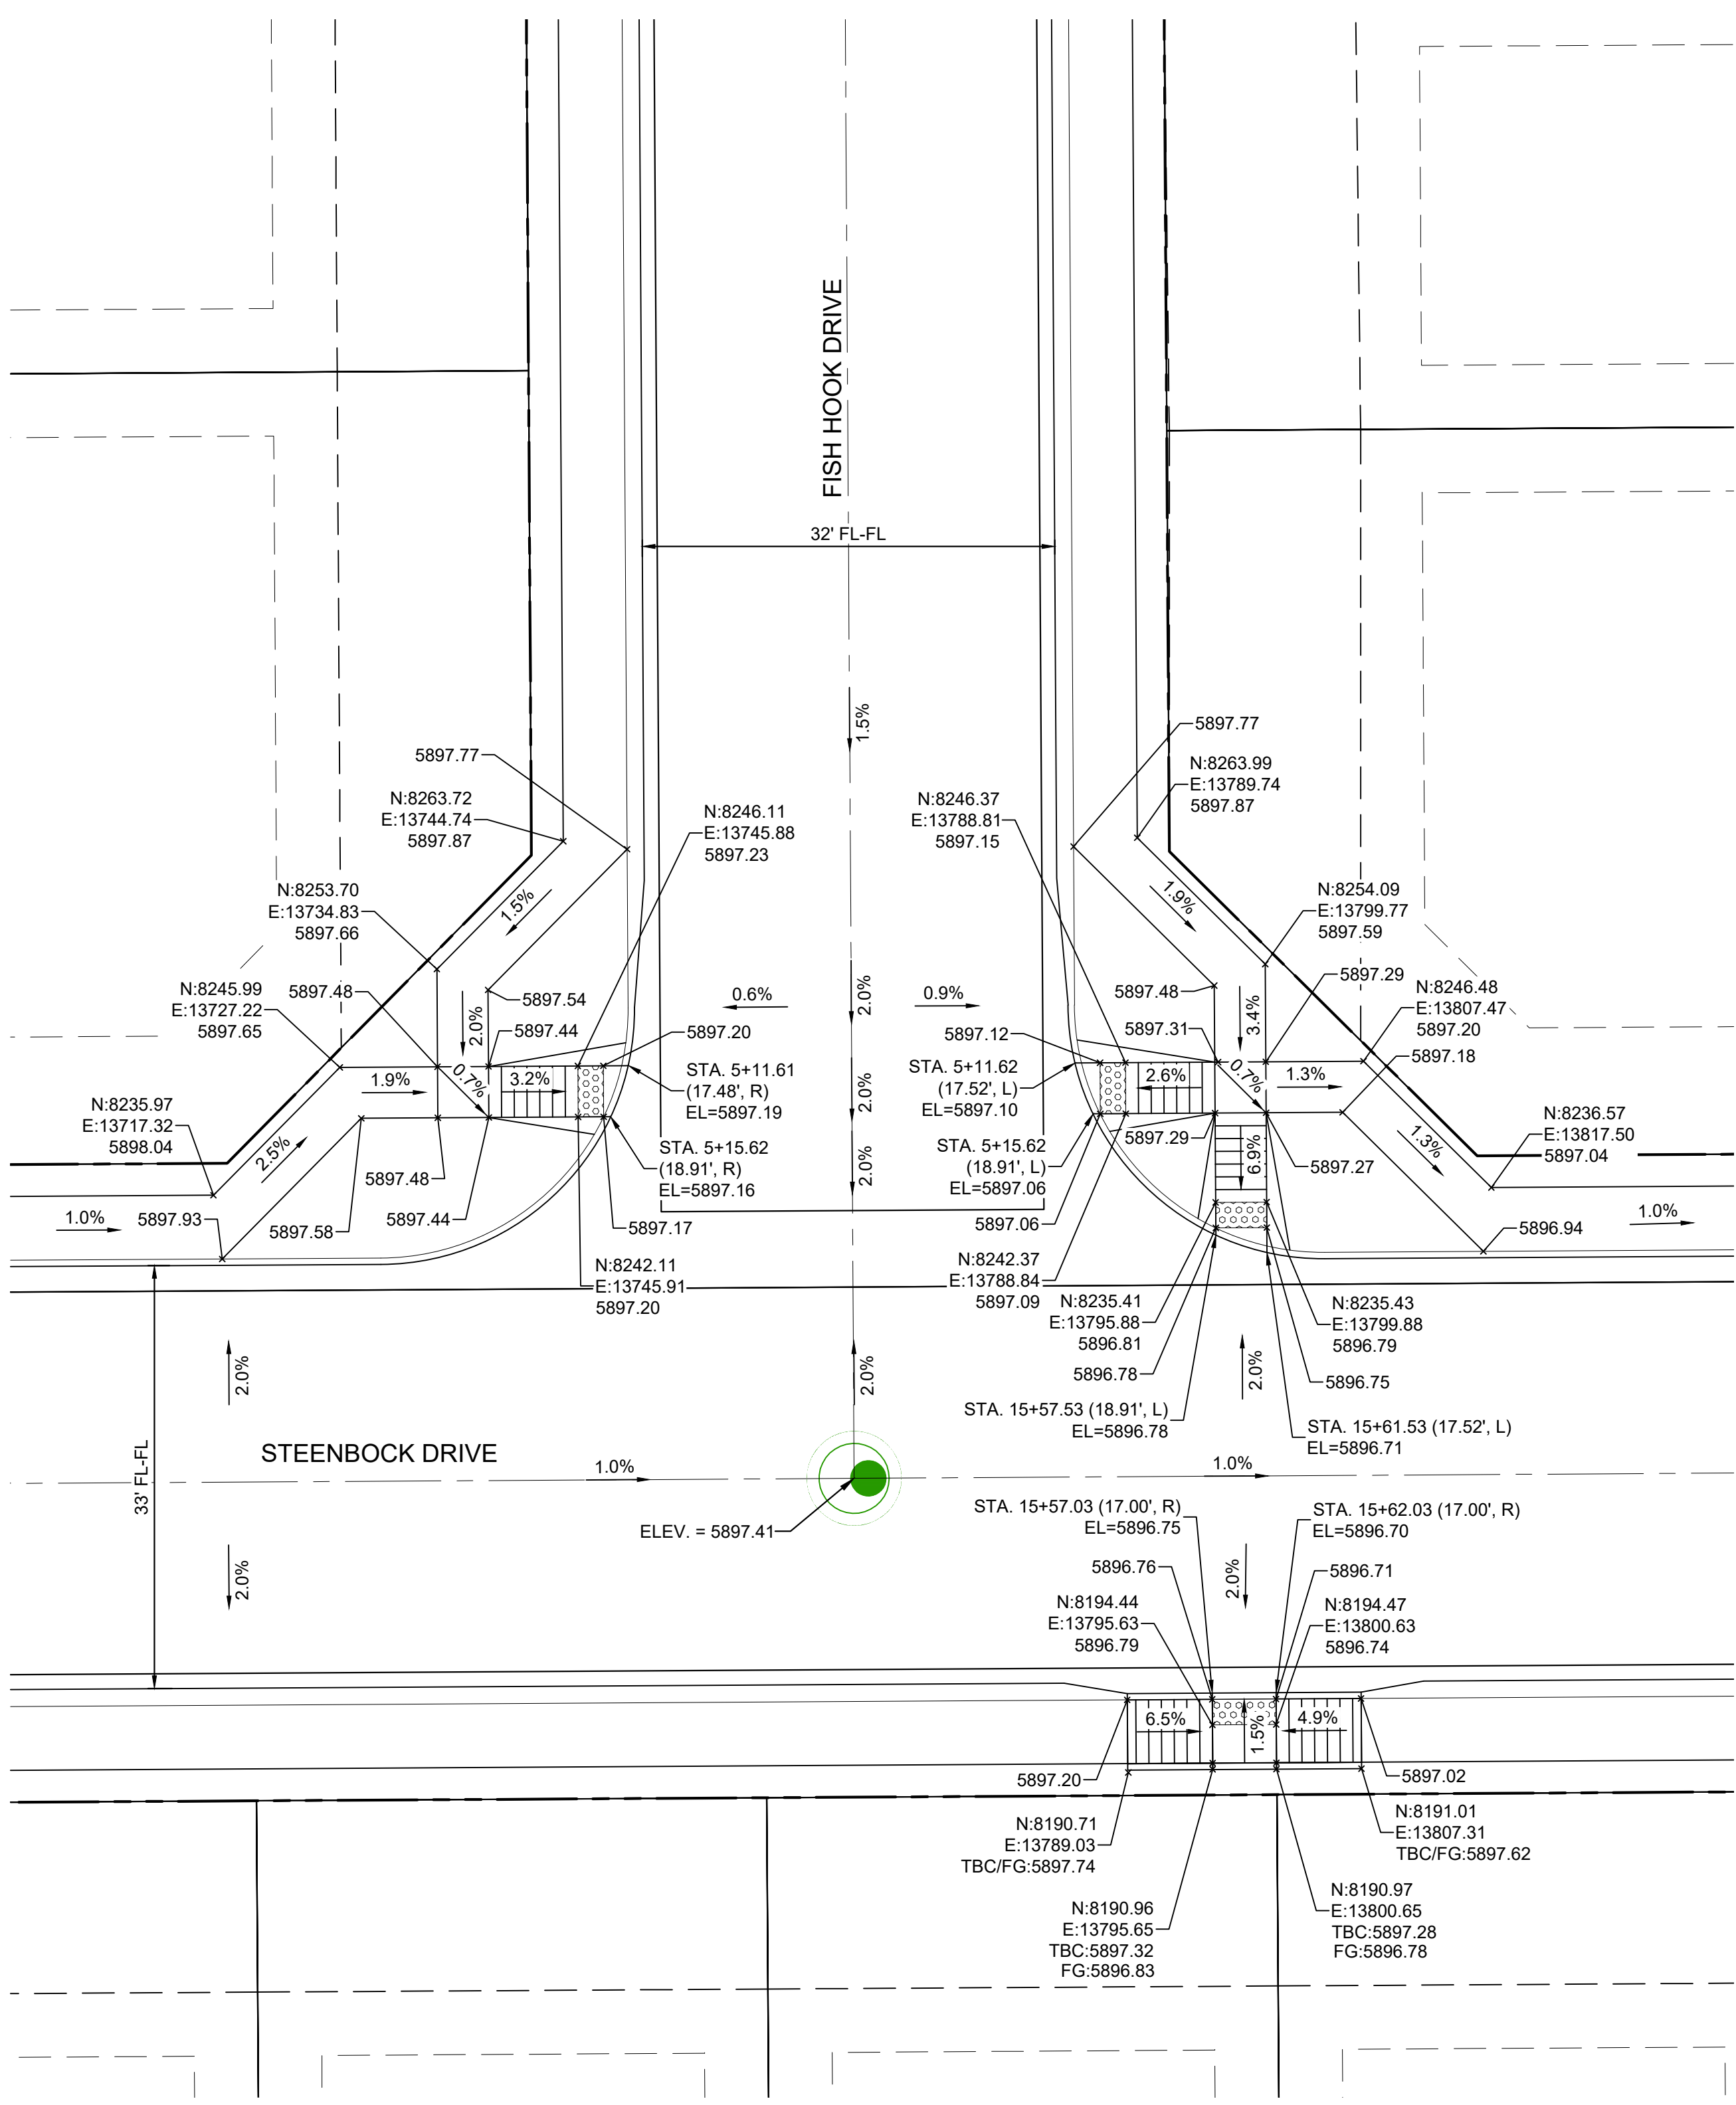 FISH HOOK DRIVE
32' FL-FL
1.5%
5897.77
5897.77
N:8263.99
E:13789.74
5897.87
N:8263.72
E:13744.74
5897.87
N:8246.11
E:13745.88
5897.23
N:8246.37
E:13788.81
5897.15
N:8253.70
E:13734.83
5897.66
1.5%
1.9%
N:8254.09
E:13799.77
5897.59
N:8245.99
E:13727.22
5897.65
5897.48
5897.54
0.6%
2.0%
0.9%
5897.48
5897.29
N:8246.48
E:13807.47
5897.20
2.0%
5897.44
5897.20
5897.12
5897.31
3.4%
5897.18
1.9%
0.7%
3.2%
STA. 5+11.61
(17.48', R)
EL=5897.19
2.0%
STA. 5+11.62
(17.52', L)
EL=5897.10
2.6%
0.7%
1.3%
N:8235.97
E:13717.32
5898.04
2.5%
STA. 5+15.62
(18.91', R)
EL=5897.16
2.0%
STA. 5+15.62
(18.91', L)
EL=5897.06
5897.29
6.9%
5897.27
1.3%
N:8236.57
E:13817.50
5897.04
5897.48
1.0%
5897.93
5897.58
5897.44
5897.17
5897.06
5896.94
1.0%
N:8242.11
E:13745.91
5897.20
N:8242.37
E:13788.84
5897.09
N:8235.41
E:13795.88
5896.81
N:8235.43
E:13799.88
5896.79
2.0%
2.0%
2.0%
5896.78
5896.75
STA. 15+57.53 (18.91', L)
EL=5896.78
STA. 15+61.53 (17.52', L)
EL=5896.71
STEENBOCK DRIVE
33' FL-FL
1.0%
1.0%
ELEV. = 5897.41
STA. 15+57.03 (17.00', R)
EL=5896.75
STA. 15+62.03 (17.00', R)
EL=5896.70
2.0%
5896.76
2.0%
5896.71
N:8194.44
E:13795.63
5896.79
N:8194.47
E:13800.63
5896.74
6.5%
1.5%
4.9%
5897.20
5897.02
N:8190.71
E:13789.03
TBC/FG:5897.74
N:8191.01
E:13807.31
TBC/FG:5897.62
N:8190.96
E:13795.65
TBC:5897.32
FG:5896.83
N:8190.97
E:13800.65
TBC:5897.28
FG:5896.78